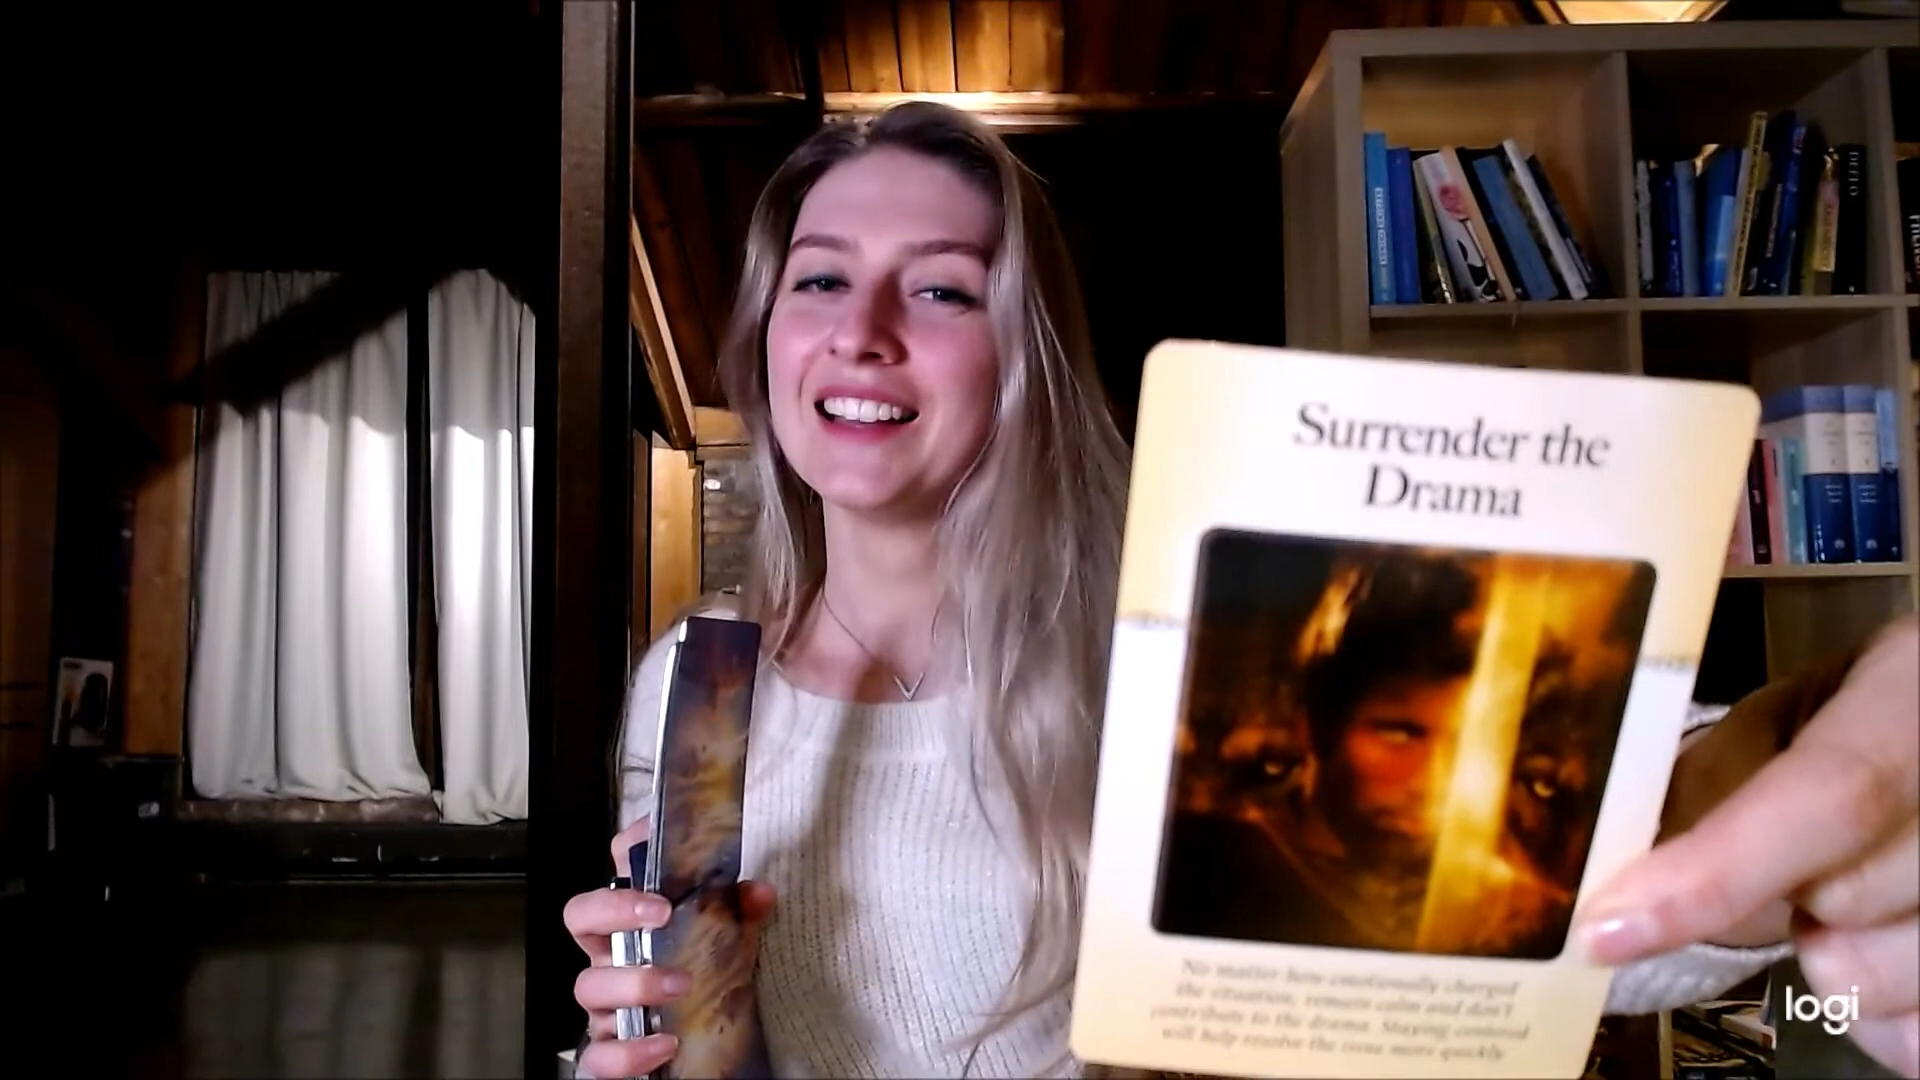 Surrender the
Drama
No matter how emotionally charged
the situation, remain calm and don't
contribute to the drama. Staying centered
will help resolve the issue more quickly
logi